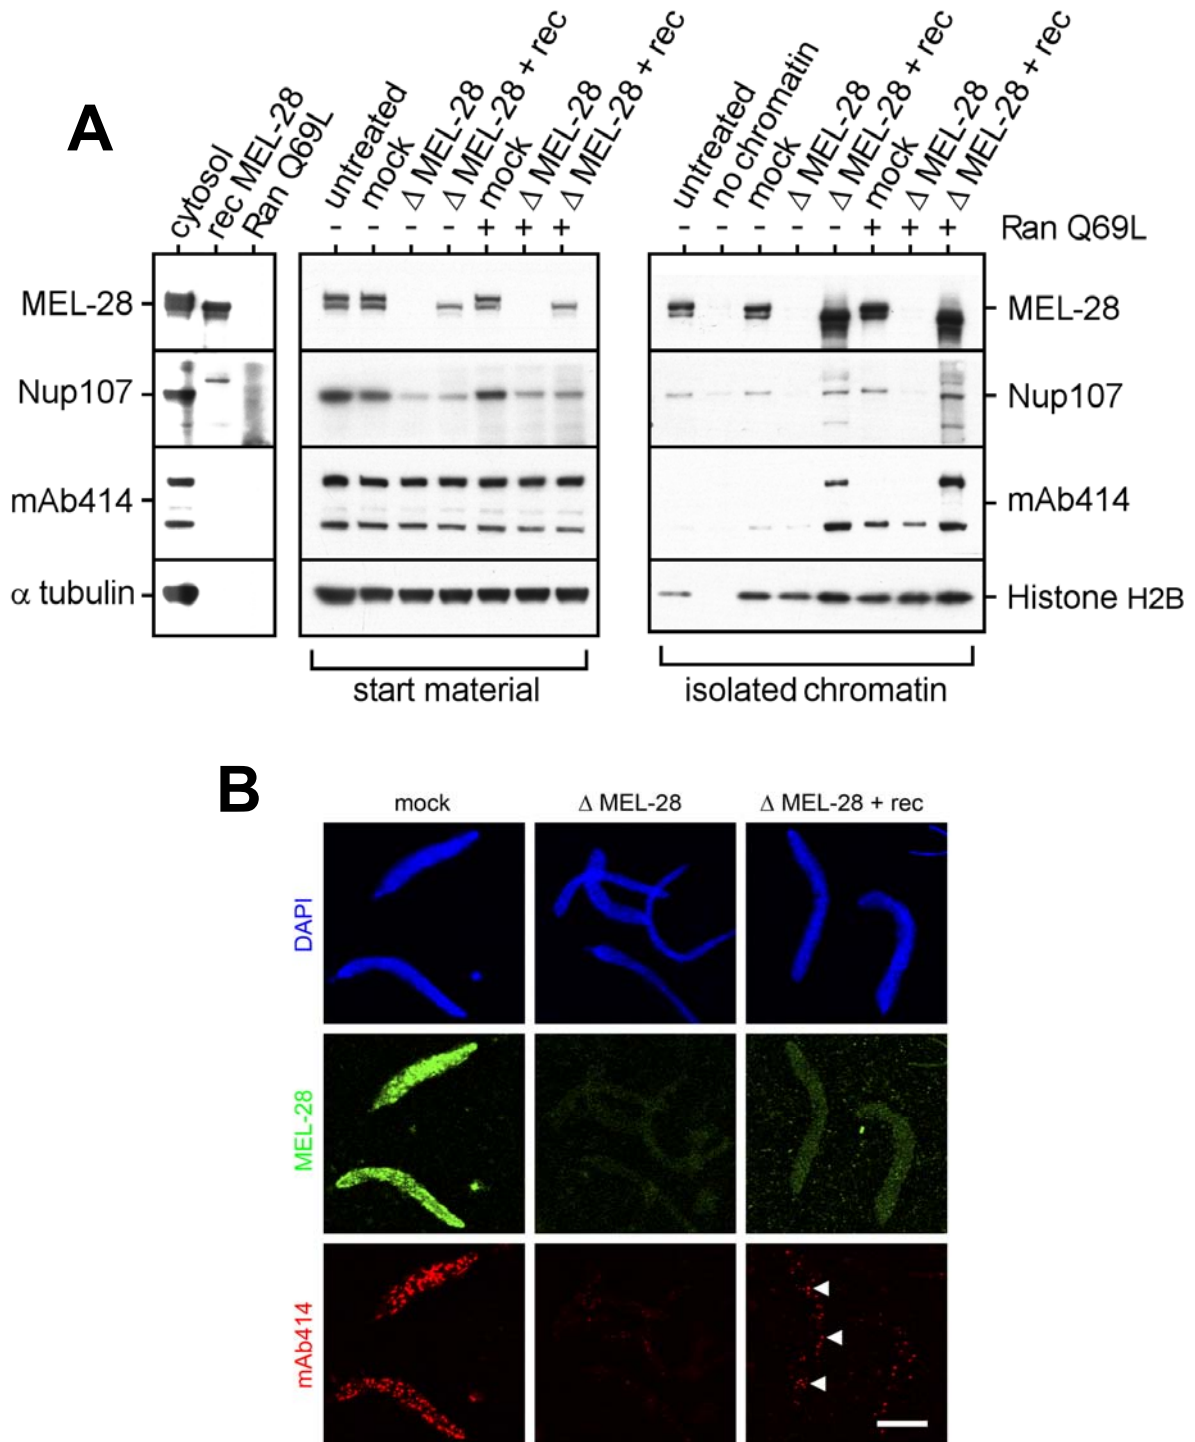 A
cytosol
rec MEL-28
Ran Q69L
untreated
mock
Δ MEL-28
Δ MEL-28 + rec
mock
Δ MEL-28
Δ MEL-28 + rec
untreated
no chromatin
mock
Δ MEL-28
Δ MEL-28 + rec
mock
Δ MEL-28
Δ MEL-28 + rec
- - - - + + + - - - - - + + + Ran Q69L
MEL-28 MEL-28
Nup107 Nup107
mAb414 mAb414
α tubulin Histone H2B
start material isolated chromatin
B
mock Δ MEL-28 Δ MEL-28 + rec
DAPI
MEL-28
mAb414